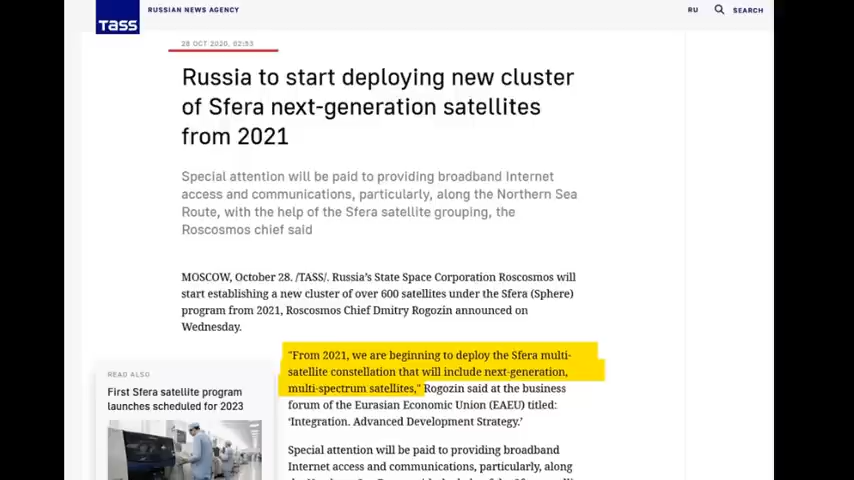 TASS
RUSSIAN NEWS AGENCY
RU
SEARCH
28 OCT 2020, 02:53
Russia to start deploying new cluster
of Sfera next-generation satellites
from 2021
Special attention will be paid to providing broadband Internet
access and communications, particularly, along the Northern Sea
Route, with the help of the Sfera satellite grouping, the
Roscosmos chief said
MOSCOW, October 28. /TASS/. Russia's State Space Corporation Roscosmos will
start establishing a new cluster of over 600 satellites under the Sfera (Sphere)
program from 2021, Roscosmos Chief Dmitry Rogozin announced on
Wednesday.
"From 2021, we are beginning to deploy the Sfera multi-
satellite constellation that will include next-generation,
multi-spectrum satellites," Rogozin said at the business
forum of the Eurasian Economic Union (EAEU) titled:
‘Integration. Advanced Development Strategy.’
Special attention will be paid to providing broadband
Internet access and communications, particularly, along
READ ALSO
First Sfera satellite program
launches scheduled for 2023